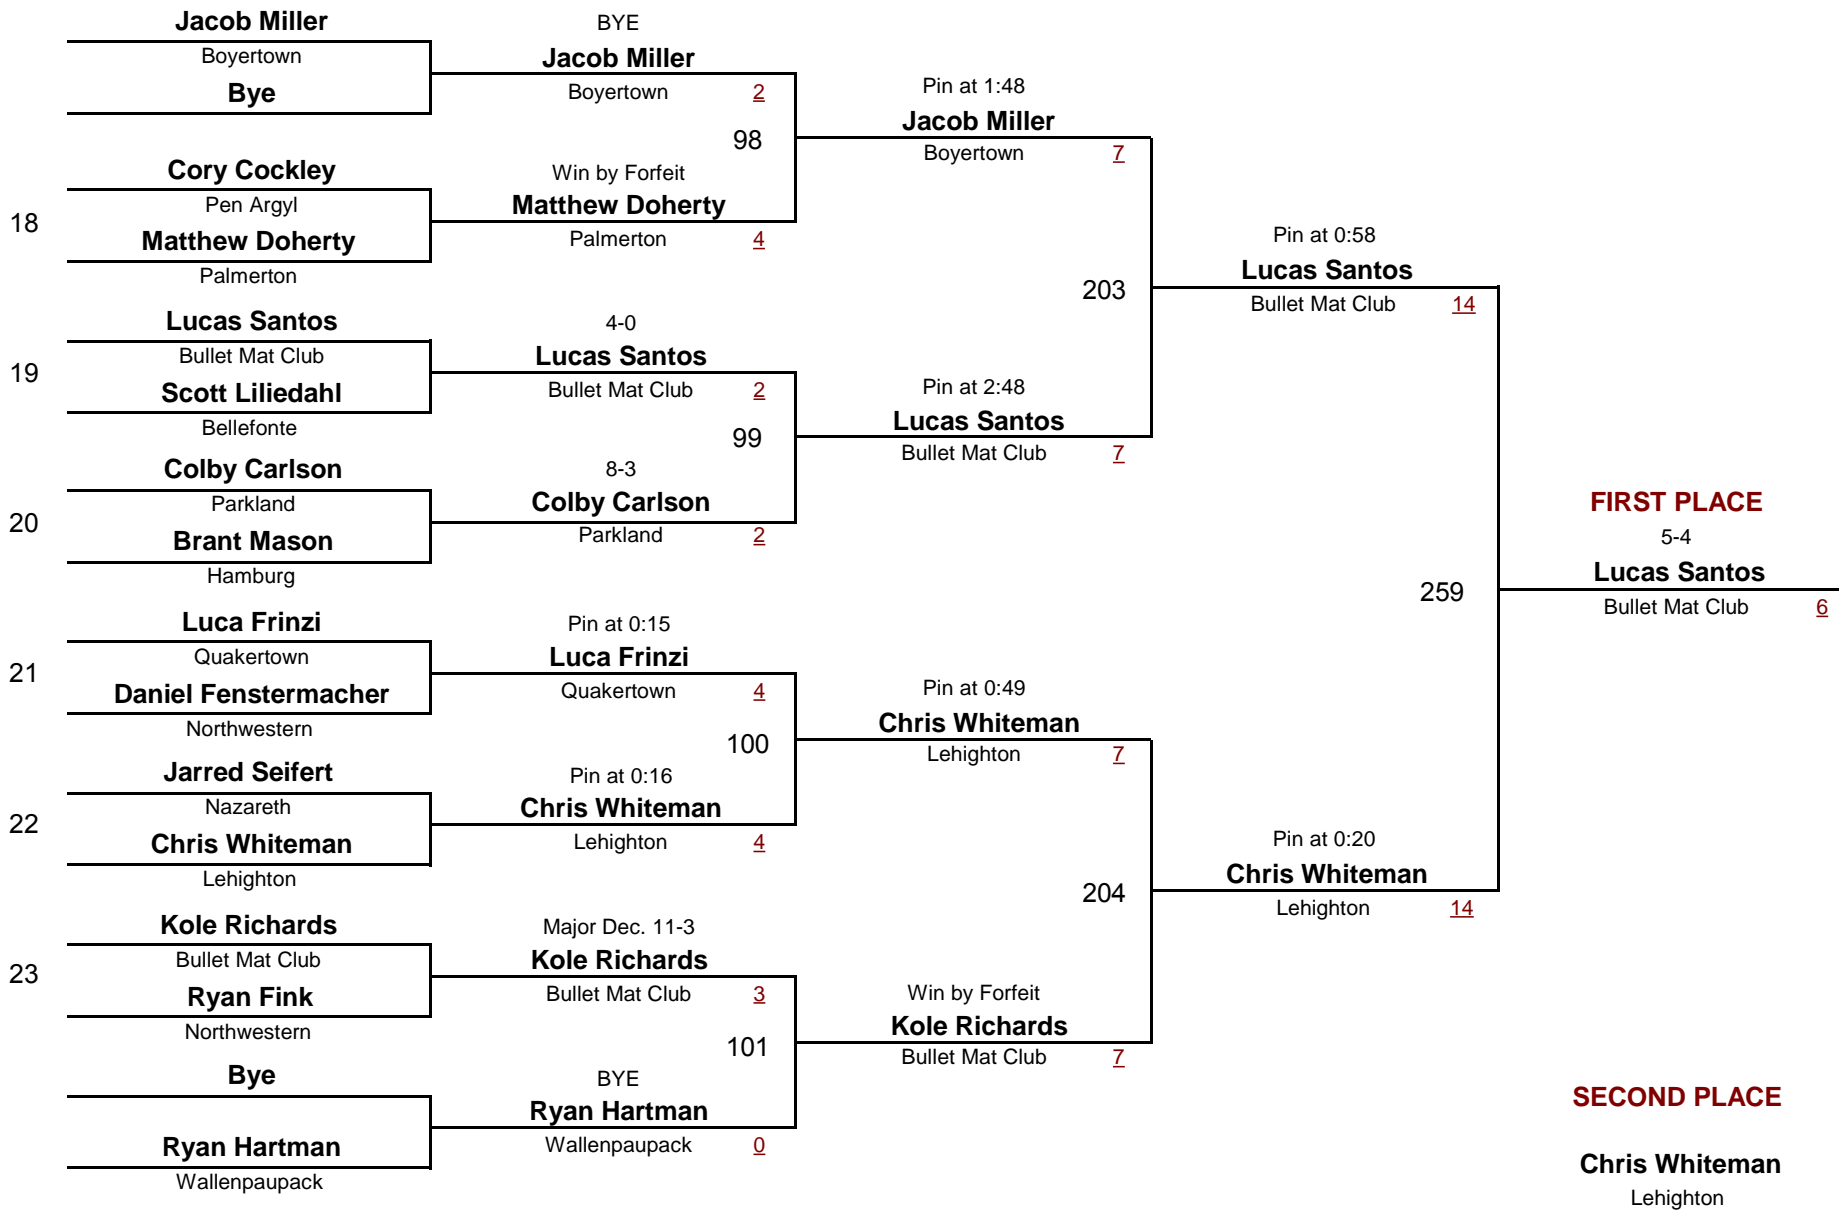 Jacob Miller
Boyertown
Bye
18
Cory Cockley
Pen Argyl
Matthew Doherty
Palmerton
19
Lucas Santos
Bullet Mat Club
Scott Liliedahl
Bellefonte
20
Colby Carlson
Parkland
Brant Mason
Hamburg
21
Luca Frinzi
Quakertown
Daniel Fenstermacher
Northwestern
22
Jarred Seifert
Nazareth
Chris Whiteman
Lehighton
23
Kole Richards
Bullet Mat Club
Ryan Fink
Northwestern
Bye
Ryan Hartman
Wallenpaupack
BYE
Jacob Miller
Boyertown 2
98
Win by Forfeit
Matthew Doherty
Palmerton 4
4-0
Lucas Santos
Bullet Mat Club 2
99
8-3
Colby Carlson
Parkland 2
Pin at 0:15
Luca Frinzi
Quakertown 4
100
Pin at 0:16
Chris Whiteman
Lehighton 4
Major Dec. 11-3
Kole Richards
Bullet Mat Club 3
101
BYE
Ryan Hartman
Wallenpaupack 0
Pin at 1:48
Jacob Miller
Boyertown 7
203
Pin at 2:48
Lucas Santos
Bullet Mat Club 7
Pin at 0:49
Chris Whiteman
Lehighton 7
204
Win by Forfeit
Kole Richards
Bullet Mat Club 7
Pin at 0:58
Lucas Santos
Bullet Mat Club 14
259
Pin at 0:20
Chris Whiteman
Lehighton 14
FIRST PLACE
5-4
Lucas Santos
Bullet Mat Club 6
SECOND PLACE
Chris Whiteman
Lehighton